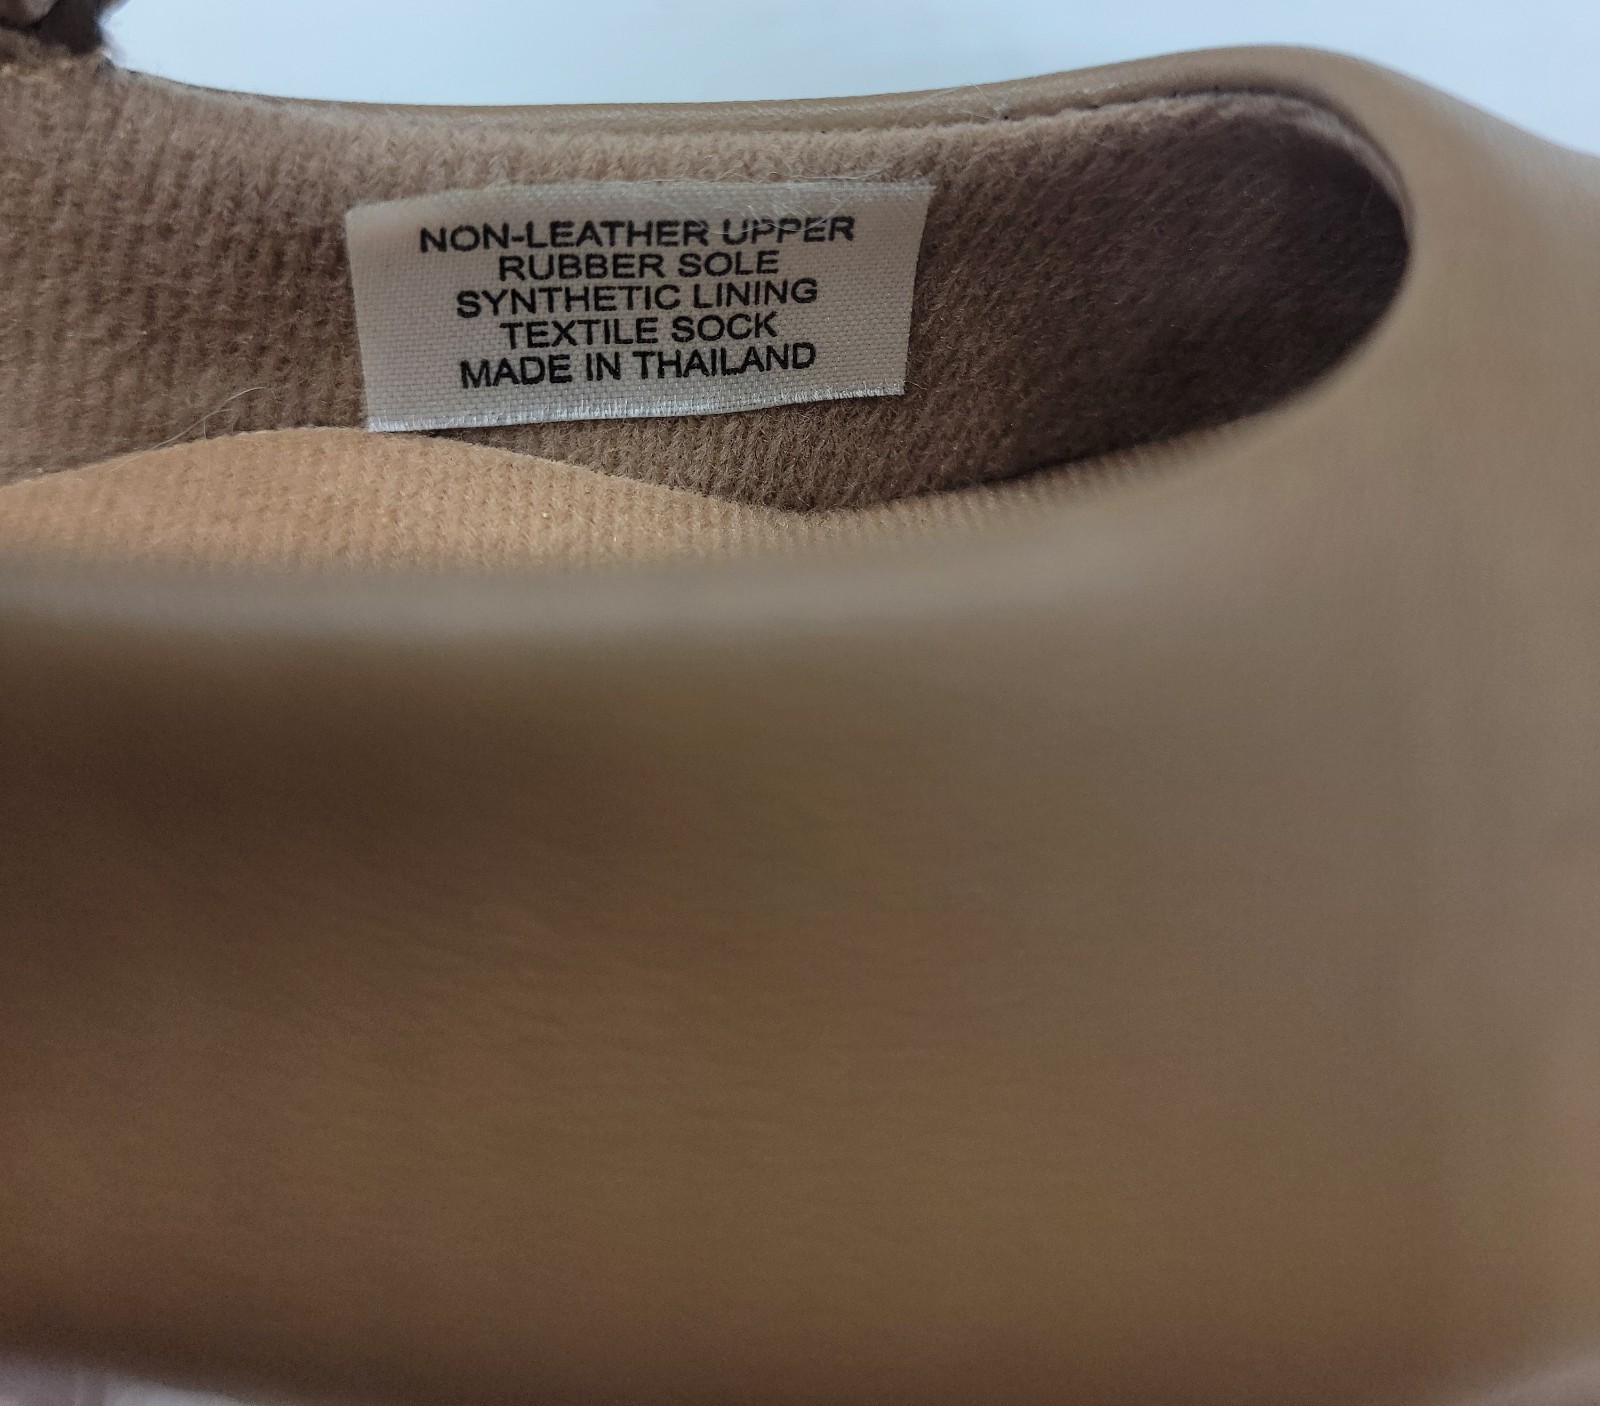 NON-LEATHER UPPER
RUBBER SOLE
SYNTHETIC LINING
TEXTILE SOCK
MADE IN THAILAND